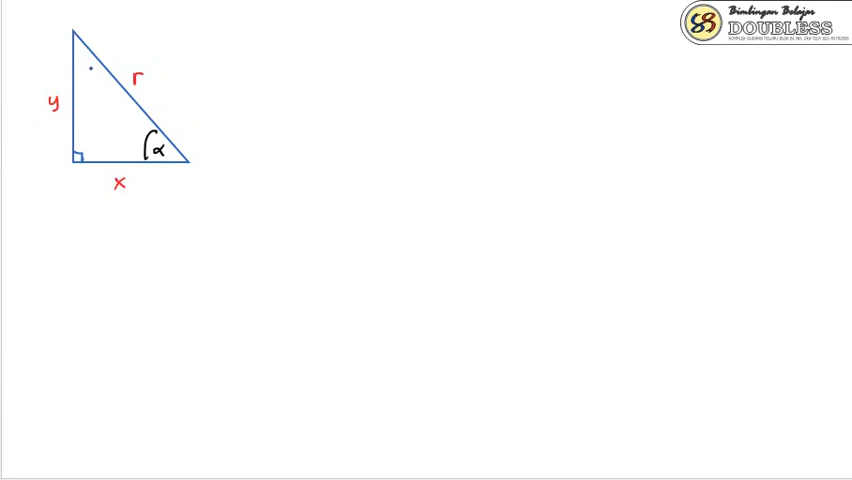 Bimbingan Belajar
DOUBLESS
r
y
α
x